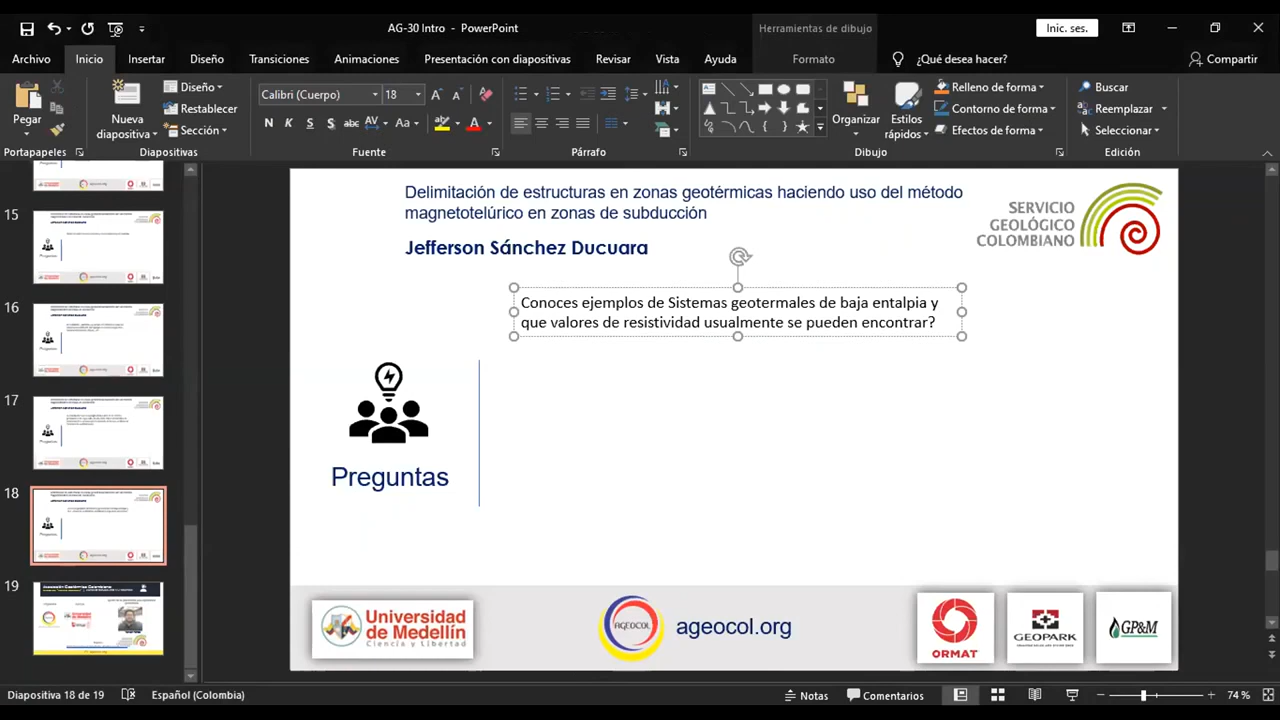 AG-30 Intro - PowerPoint
Herramientas de dibujo
Inic. ses.
Archivo Inicio Insertar Diseño Transiciones Animaciones Presentación con diapositivas Revisar Vista Ayuda Formato ¿Qué desea hacer? Compartir
Pegar
Nueva
diapositiva
Diseño
Restablecer
Sección
Calibri (Cuerpo) 18
N K S S abc AV Aa A
Organizar
Estilos
rápidos
Relleno de forma
Contorno de forma
Efectos de forma
Buscar
Reemplazar
Seleccionar
Portapapeles Diapositivas Fuente Párrafo Dibujo Edición
15
16
17
18
19
Delimitacion de estructuras en zonas geotérmicas haciendo uso del método
magnetotelúrico en zonas de subducción
Jefferson Sánchez Ducuara
SERVICIO
GEOLÓGICO
COLOMBIANO
de Sistemas de baja entalpia y
que valores de resistividad usualmente se pueden encontrar?
Preguntas
Universidad
de Medellín
Ciencia y Libertad
AGEOCOL
ageocol.org
ORMAT
GEOPARK
GP&M
Diapositiva 18 de 19 Español (Colombia) Notas Comentarios 74 %